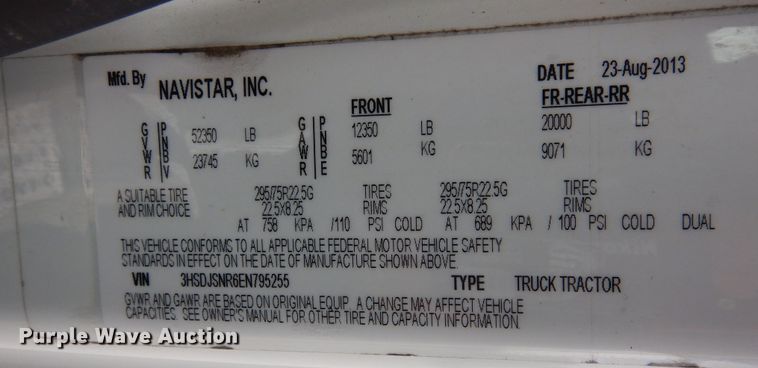 Mfd. By NAVISTAR, INC. DATE 23-Aug-2013
FRONT FR-REAR-RR
GVWR PNBV 52350 LB GAWR PNBE 12350 LB 20000 LB
23745 KG 5601 KG 9071 KG
A SUITABLE TIRE 295/75R22.5G TIRES 295/75R22.5G TIRES
AND RIM CHOICE 22.5X8.25 RIMS 22.5X8.25 RIMS
AT 758 KPA /110 PSI COLD AT 689 KPA / 100 PSI COLD DUAL
THIS VEHICLE CONFORMS TO ALL APPLICABLE FEDERAL MOTOR VEHICLE SAFETY
STANDARDS IN EFFECT ON THE DATE OF MANUFACTURE SHOWN ABOVE.
VIN 3HSDJSNR6EN795255 TYPE TRUCK TRACTOR
GVWR AND GAWR ARE BASED ON ORIGINAL EQUIP. A CHANGE MAY AFFECT VEHICLE
CAPACITIES. SEE OWNER'S MANUAL FOR OTHER TIRE AND CAPACITY INFORMATION.
Purple Wave Auction